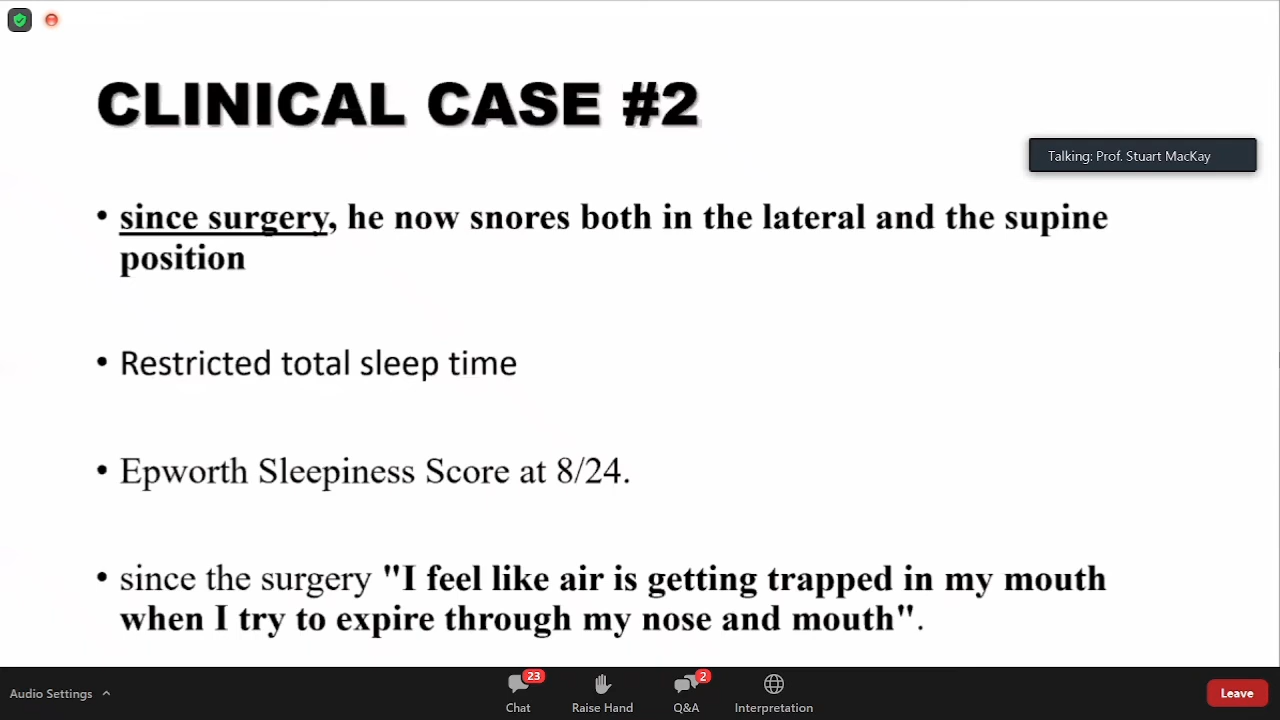 CLINICAL CASE #2
Talking: Prof. Stuart MacKay
• since surgery, he now snores both in the lateral and the supine
position
• Restricted total sleep time
• Epworth Sleepiness Score at 8/24.
• since the surgery "I feel like air is getting trapped in my mouth
when I try to expire through my nose and mouth".
Audio Settings
23
Chat
Raise Hand
2
Q&A
Interpretation
Leave